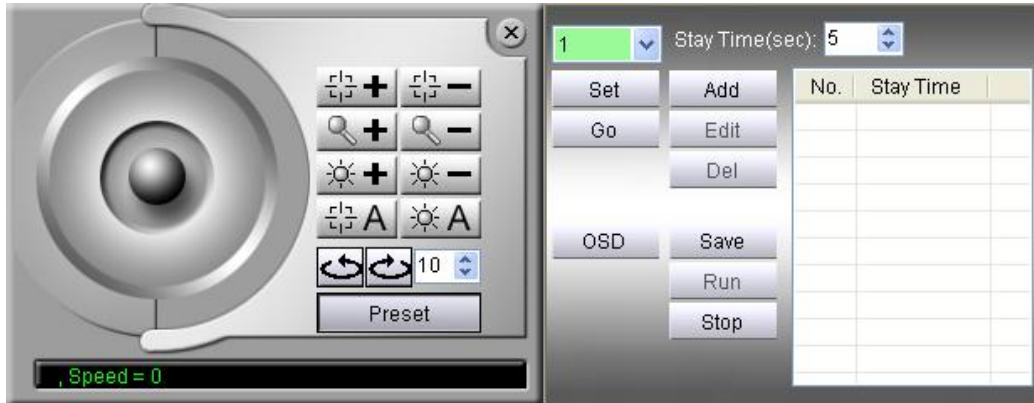 A A
10
Preset
, Speed = 0
1 Stay Time(sec): 5
Set Add
Go Edit
Del
OSD Save
Run
Stop
No. Stay Time